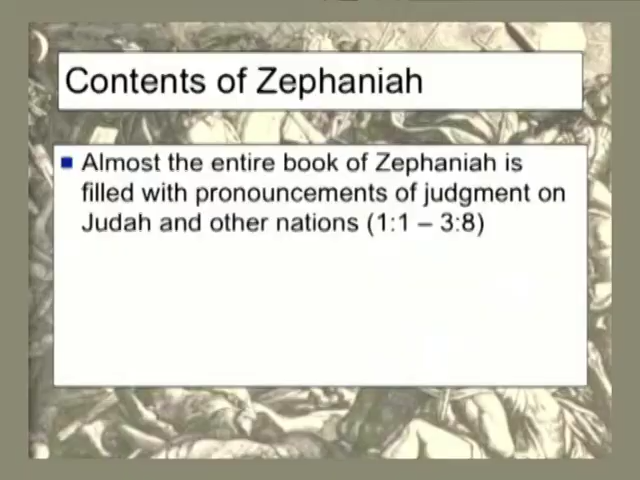 Contents of Zephaniah
Almost the entire book of Zephaniah is
filled with pronouncements of judgment on
Judah and other nations (1:1 – 3:8)